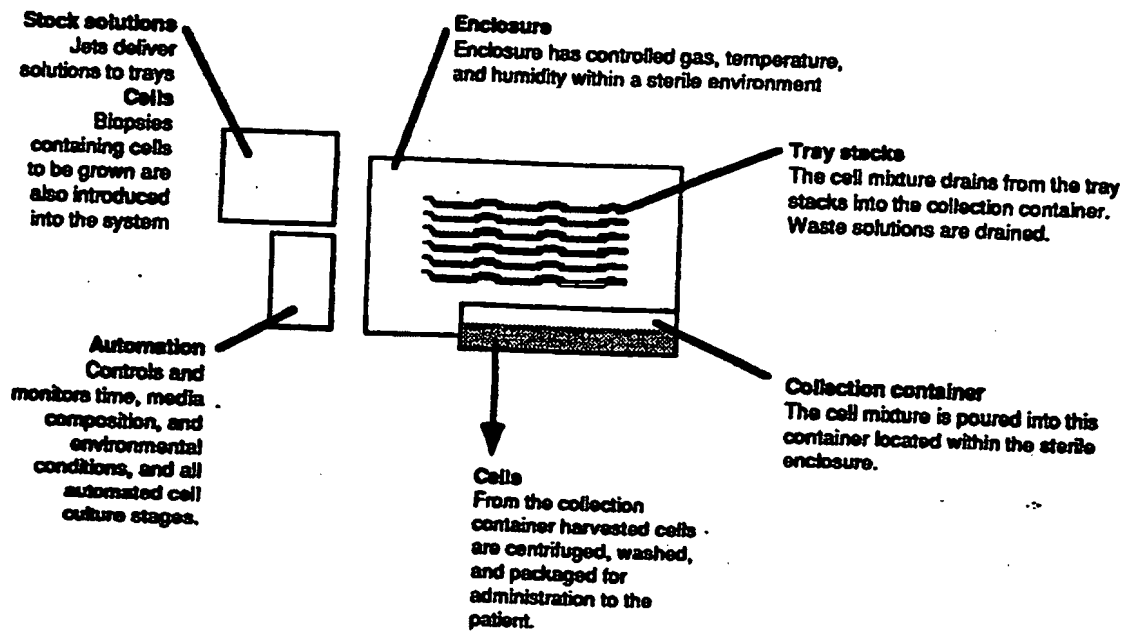 Stock solutions
Jets deliver
solutions to trays
Cells
Biopsies
containing cells
to be grown are
also introduced
into the system
Enclosure
Enclosure has controlled gas, temperature,
and humidity within a sterile environment
Tray stacks
The cell mixture drains from the tray
stacks into the collection container.
Waste solutions are drained.
Automation
Controls and
monitors time, media
composition, and
environmental
conditions, and all
automated cell
culture stages.
Collection container
The cell mixture is poured into this
container located within the sterile
enclosure.
Cells
From the collection
container harvested cells
are centrifuged, washed,
and packaged for
administration to the
patient.